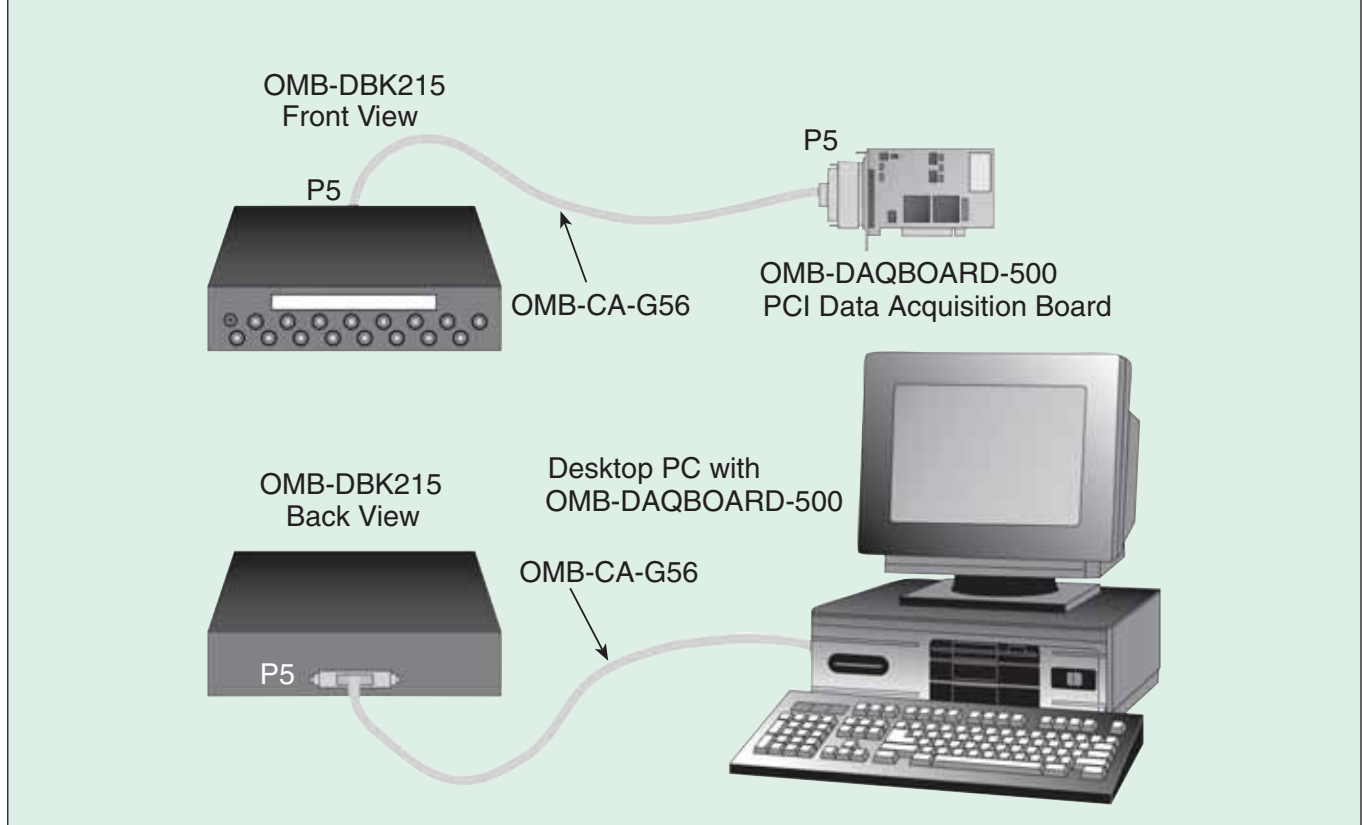 OMB-DBK215
Front View
P5
P5
OMB-CA-G56
OMB-DAQBOARD-500
PCI Data Acquisition Board
OMB-DBK215
Back View
Desktop PC with
OMB-DAQBOARD-500
OMB-CA-G56
P5